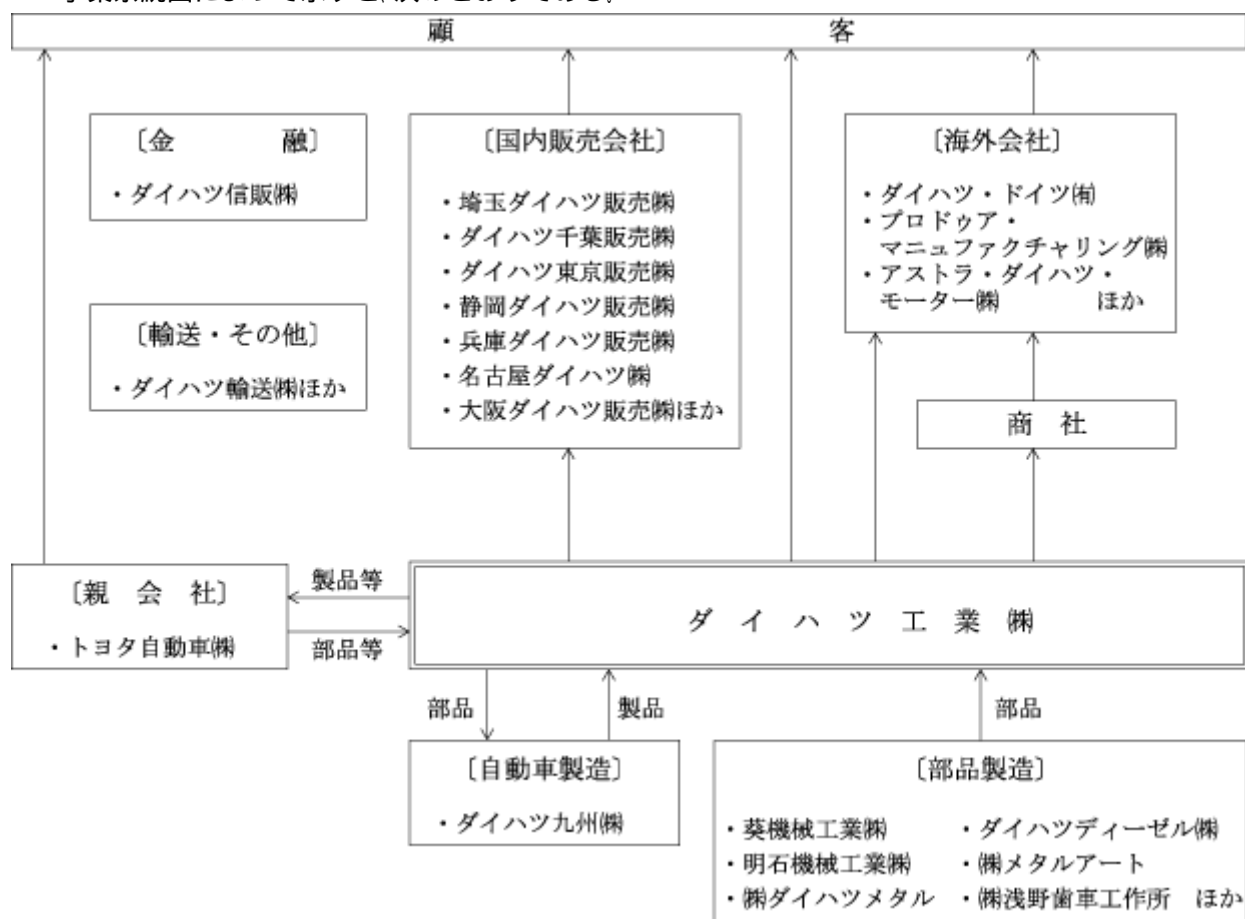 顧 客
〔金 融〕
・ダイハツ信販㈱
〔輸送・その他〕
・ダイハツ輸送㈱ほか
〔国内販売会社〕
・埼玉ダイハツ販売㈱
・ダイハツ千葉販売㈱
・ダイハツ東京販売㈱
・静岡ダイハツ販売㈱
・兵庫ダイハツ販売㈱
・名古屋ダイハツ㈱
・大阪ダイハツ販売㈱ほか
〔海外会社〕
・ダイハツ・ドイツ㈲
・プロドゥア・
マニュファクチャリング㈱
・アストラ・ダイハツ・
モーター㈱ ほか
商 社
〔親 会 社〕
・トヨタ自動車㈱
製品等
部品等
ダ イ ハ ツ 工 業 ㈱
部品
製品
部品
〔自動車製造〕
・ダイハツ九州㈱
〔部品製造〕
・葵機械工業㈱ ・ダイハツディーゼル㈱
・明石機械工業㈱ ・㈱メタルアート
・㈱ダイハツメタル ・㈱浅野歯車工作所 ほか